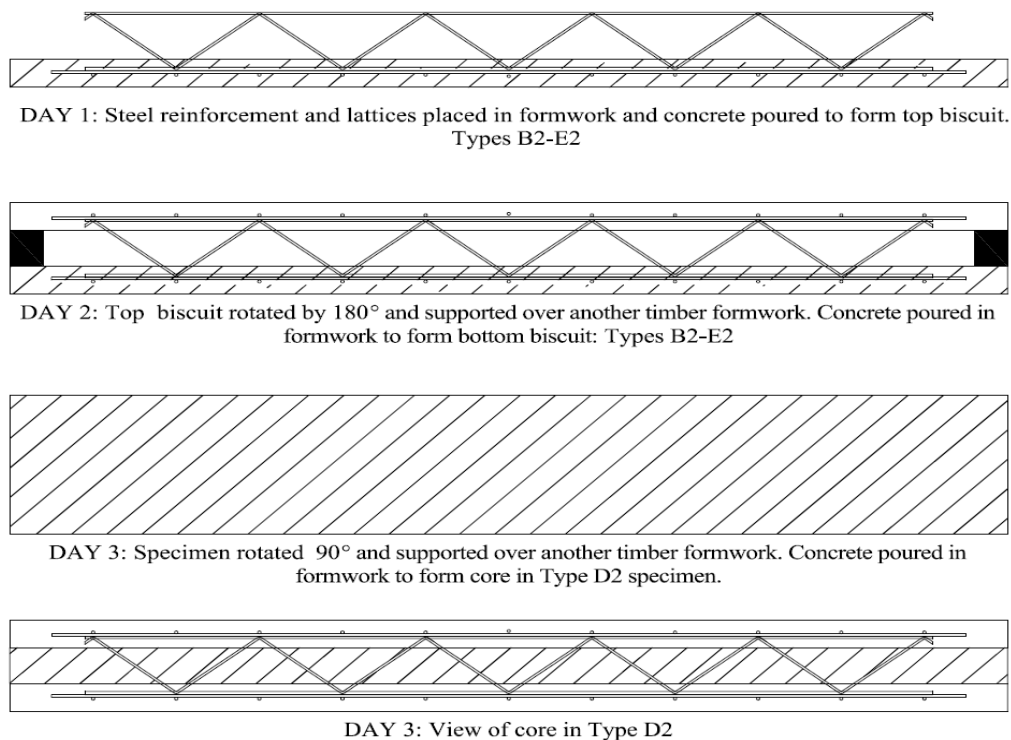 DAY 1: Steel reinforcement and lattices placed in formwork and concrete poured to form top biscuit.
Types B2-E2
DAY 2: Top biscuit rotated by 180° and supported over another timber formwork. Concrete poured in
formwork to form bottom biscuit: Types B2-E2
DAY 3: Specimen rotated 90° and supported over another timber formwork. Concrete poured in
formwork to form core in Type D2 specimen.
DAY 3: View of core in Type D2